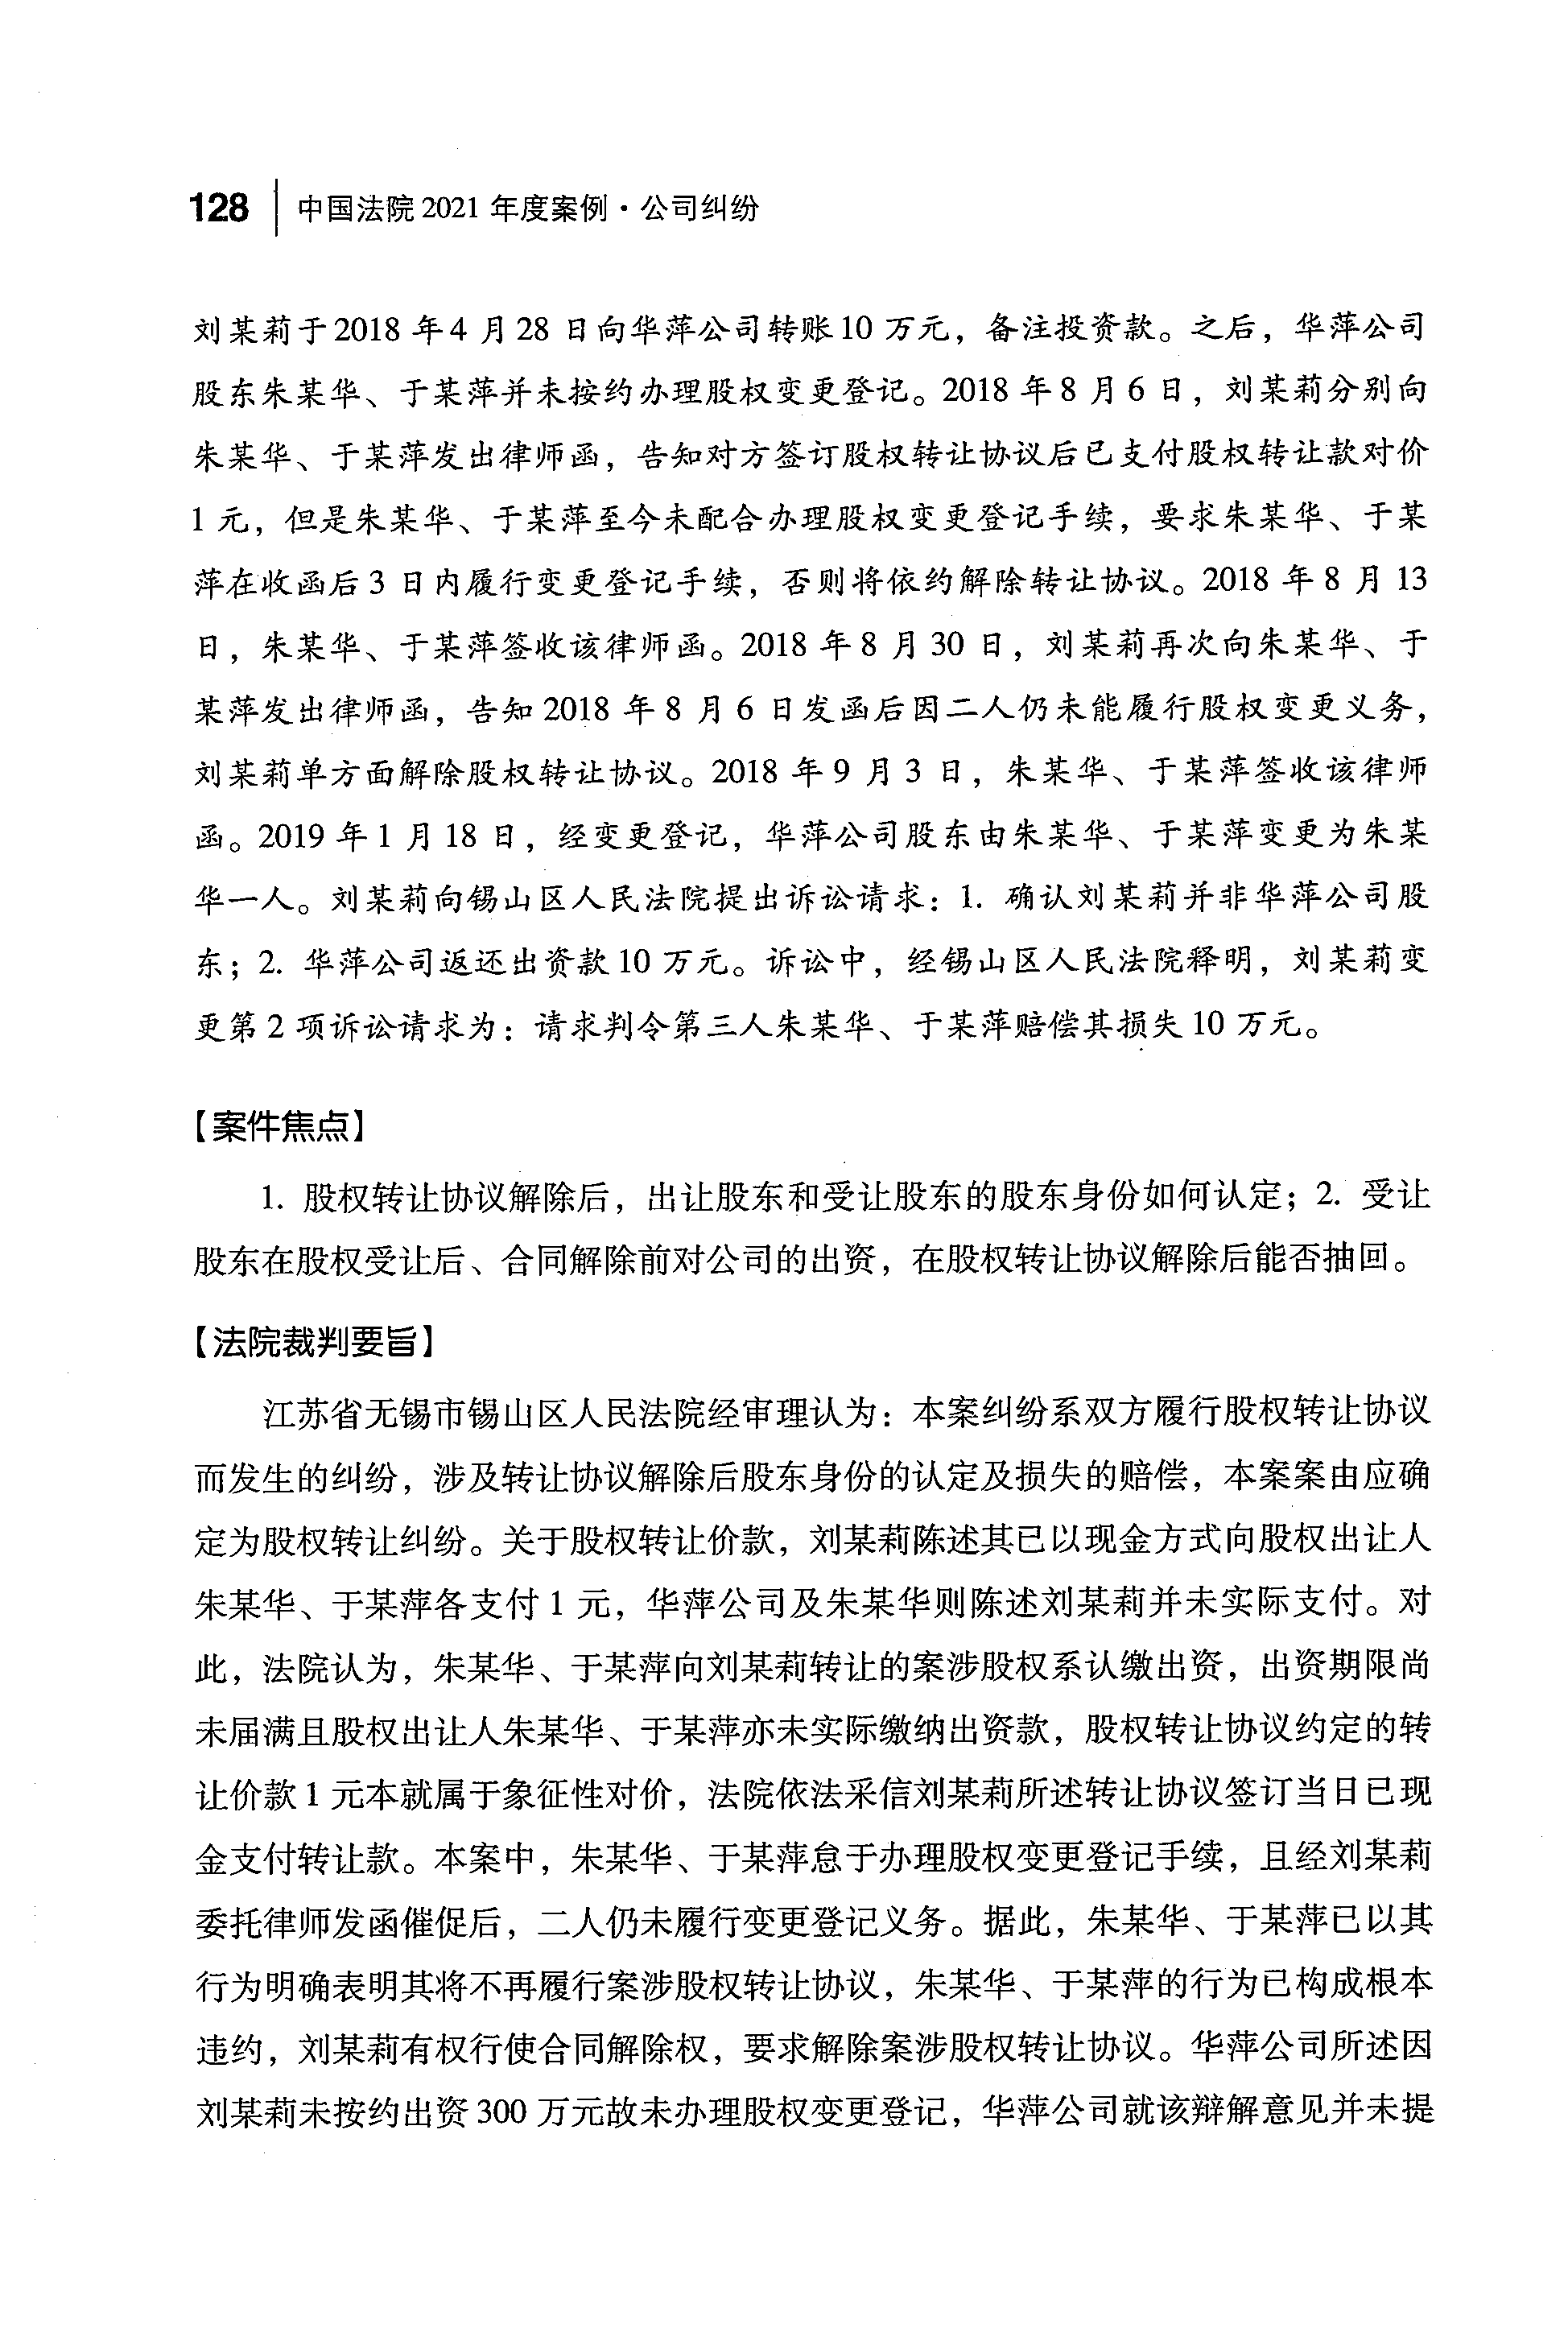 128 中国法院2021年度案例·公司纠纷
刘某莉于2018年4月28日向华萍公司转账10万元，备注投资款。之后，华萍公司
股东朱某华、于某萍并未按约办理股权变更登记。2018年8月6日，刘某莉分别向
朱某华、于某萍发出律师函，告知对方签订股权转让协议后已支付股权转让款对价
1元，但是朱某华、于某萍至今未配合办理股权变更登记手续，要求朱某华、于某
萍在收函后3日内履行变更登记手续，否则将依约解除转让协议。2018年8月13
日，朱某华、于某萍签收该律师函。2018年8月30日，刘某莉再次向朱某华、于
某萍发出律师函，告知2018年8月6日发函后因二人仍未能履行股权变更义务，
刘某莉单方面解除股权转让协议。2018年9月3日，朱某华、于某萍签收该律师
函。2019年1月18日，经变更登记，华萍公司股东由朱某华、于某萍变更为朱某
华一人。刘某莉向锡山区人民法院提出诉讼请求：1. 确认刘某莉并非华萍公司股
东；2. 华萍公司返还出资款10万元。诉讼中，经锡山区人民法院释明，刘某莉变
更第2项诉讼请求为：请求判令第三人朱某华、于某萍赔偿其损失10万元。
【案件焦点】
1. 股权转让协议解除后，出让股东和受让股东的股东身份如何认定；2. 受让
股东在股权受让后、合同解除前对公司的出资，在股权转让协议解除后能否抽回。
【法院裁判要旨】
江苏省无锡市锡山区人民法院经审理认为：本案纠纷系双方履行股权转让协议
而发生的纠纷，涉及转让协议解除后股东身份的认定及损失的赔偿，本案案由应确
定为股权转让纠纷。关于股权转让价款，刘某莉陈述其已以现金方式向股权出让人
朱某华、于某萍各支付1元，华萍公司及朱某华则陈述刘某莉并未实际支付。对
此，法院认为，朱某华、于某萍向刘某莉转让的案涉股权系认缴出资，出资期限尚
未届满且股权出让人朱某华、于某萍亦未实际缴纳出资款，股权转让协议约定的转
让价款1元本就属于象征性对价，法院依法采信刘某莉所述转让协议签订当日已现
金支付转让款。本案中，朱某华、于某萍怠于办理股权变更登记手续，且经刘某莉
委托律师发函催促后，二人仍未履行变更登记义务。据此，朱某华、于某萍已以其
行为明确表明其将不再履行案涉股权转让协议，朱某华、于某萍的行为已构成根本
违约，刘某莉有权行使合同解除权，要求解除案涉股权转让协议。华萍公司所述因
刘某莉未按约出资300万元故未办理股权变更登记，华萍公司就该辩解意见并未提